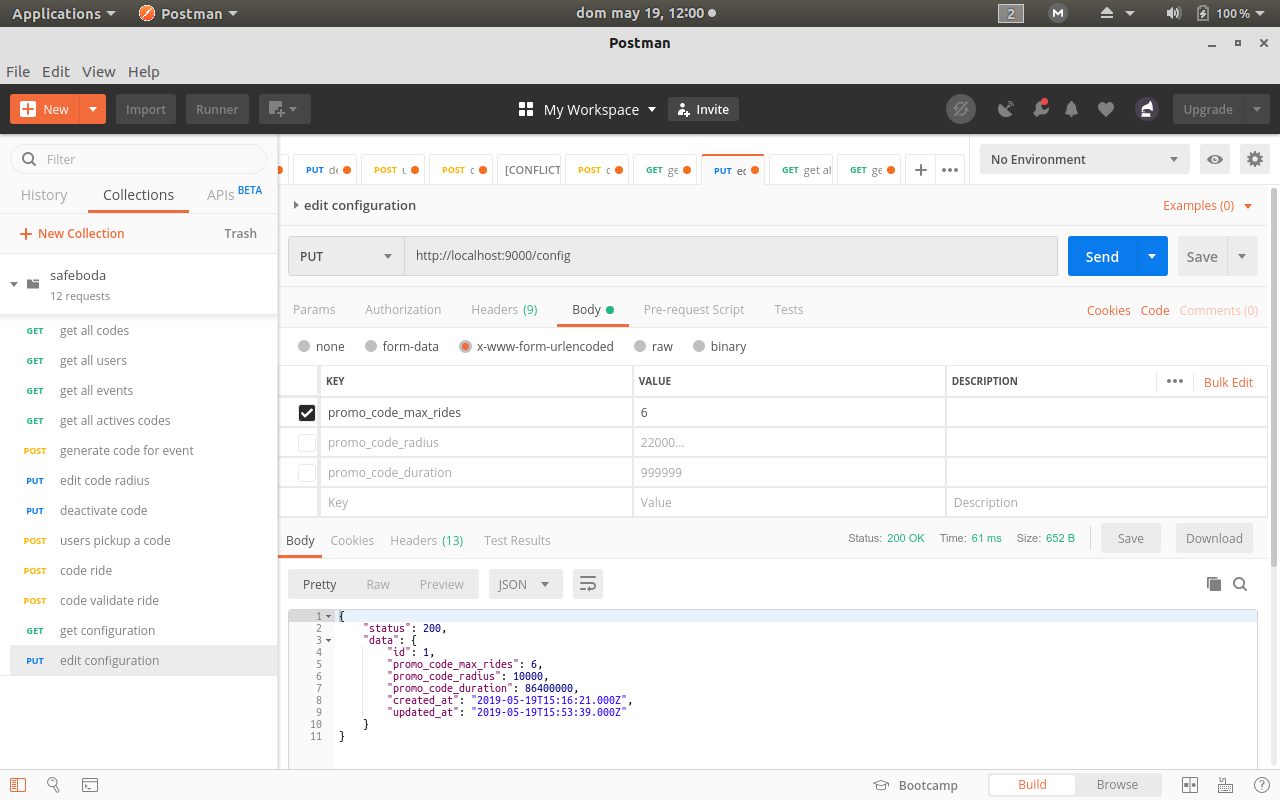 Applications Postman dom may 19, 12:00 2 M 100 %
Postman
File Edit View Help
New Import Runner My Workspace Invite Upgrade
Filter
History Collections APIs BETA
New Collection Trash
safeboda
12 requests
GET get all codes
GET get all users
GET get all events
GET get all actives codes
POST generate code for event
PUT edit code radius
PUT deactivate code
POST users pickup a code
POST code ride
POST code validate ride
GET get configuration
PUT edit configuration
PUT de POST u POST c [CONFLICT POST c GET ge PUT ec GET get al GET ge
No Environment
edit configuration Examples (0)
PUT http://localhost:9000/config Send Save
Params Authorization Headers (9) Body Pre-request Script Tests Cookies Code Comments (0)
none form-data x-www-form-urlencoded raw binary
KEY VALUE DESCRIPTION Bulk Edit
promo_code_max_rides 6
promo_code_radius 22000...
promo_code_duration 999999
Key Value Description
Body Cookies Headers (13) Test Results Status: 200 OK Time: 61 ms Size: 652 B Save Download
Pretty Raw Preview JSON
1 {
2 "status": 200,
3 "data": {
4 "id": 1,
5 "promo_code_max_rides": 6,
6 "promo_code_radius": 10000,
7 "promo_code_duration": 86400000,
8 "created_at": "2019-05-19T15:16:21.000Z",
9 "updated_at": "2019-05-19T15:53:39.000Z"
10 }
11 }
Bootcamp Build Browse